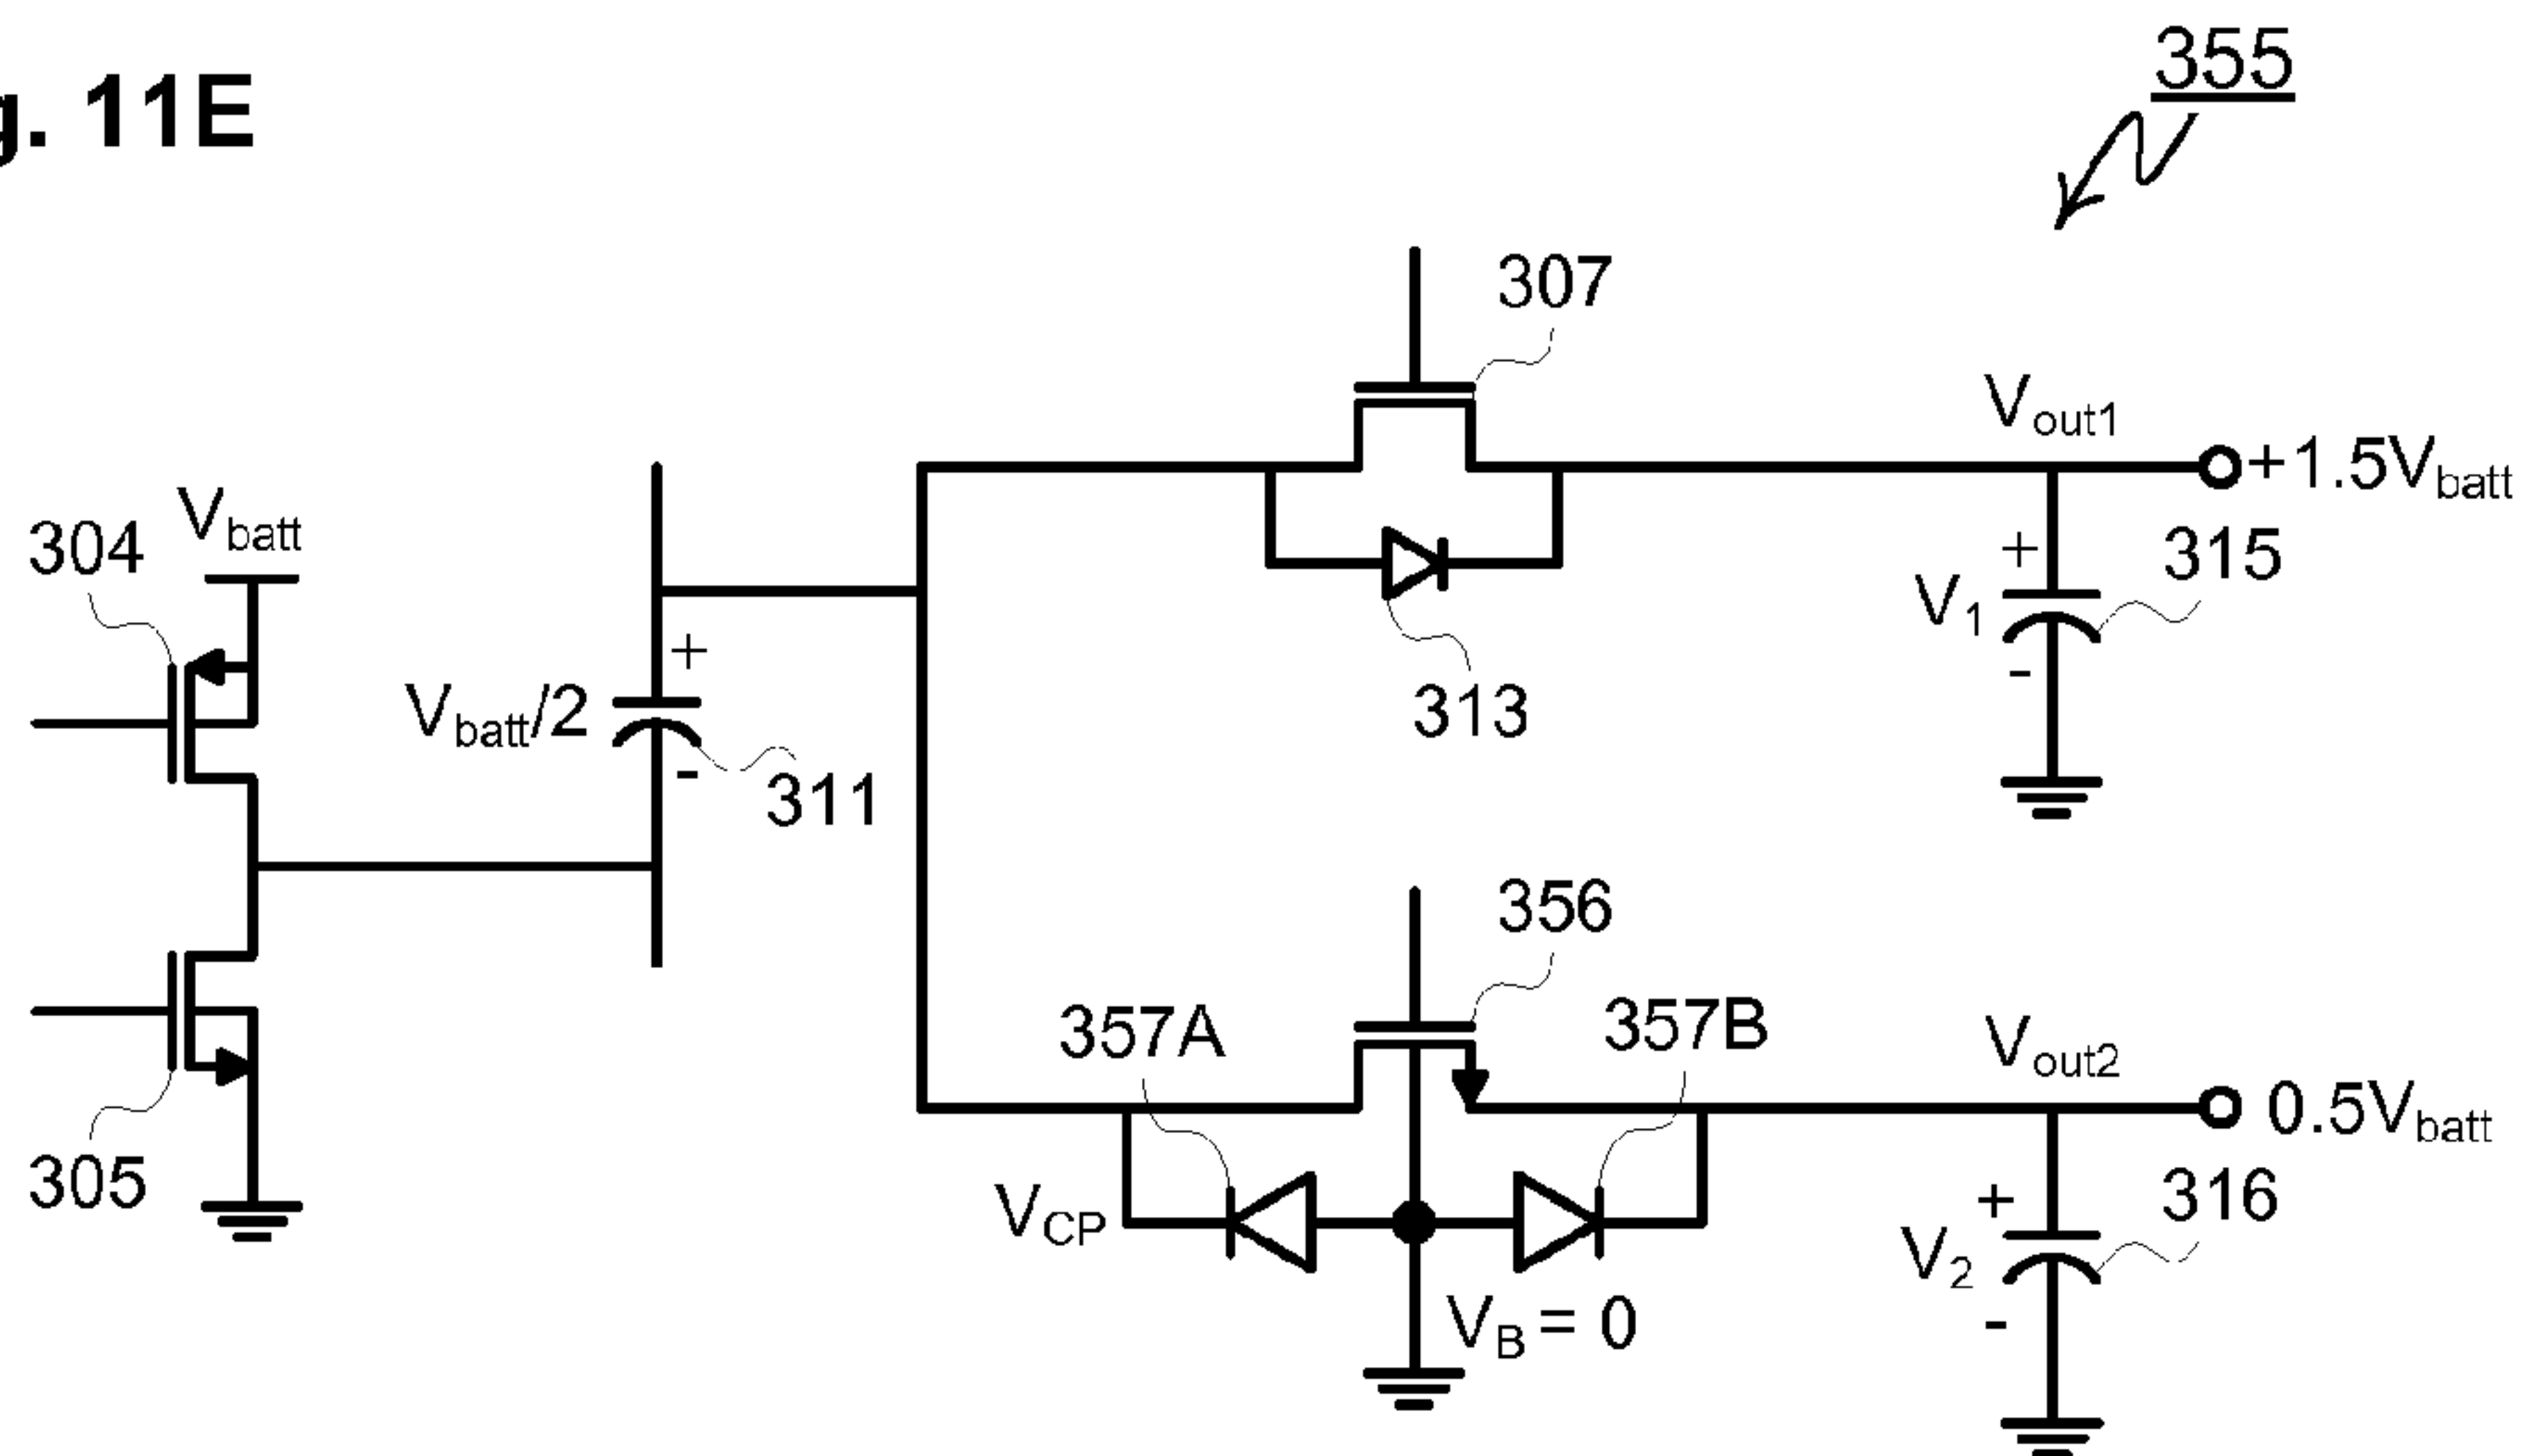 g. 11E
355
307
Vout1
+1.5Vbatt
Vbatt
304
+
315
V1
-
+
Vbatt/2
313
-
311
356
357A
357B
Vout2
0.5Vbatt
305
VCP
+
316
V2
-
VB = 0